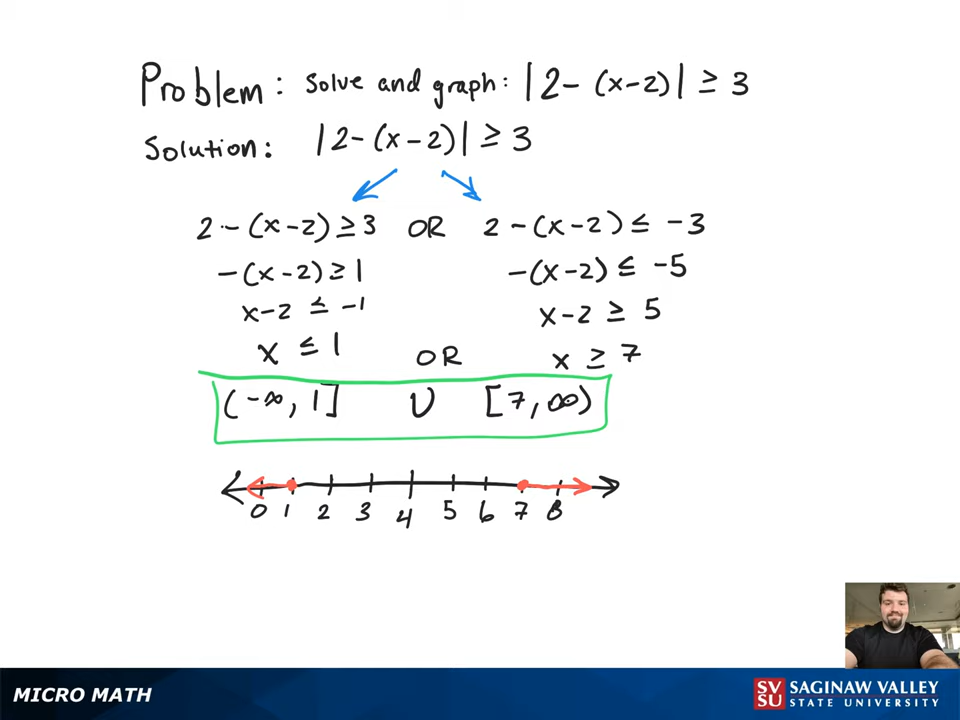 Problem: Solve and graph: |2-(x-2)| ≥ 3
Solution: |2-(x-2)| ≥ 3
2-(x-2) ≥ 3 OR 2-(x-2) ≤ -3
-(x-2) ≥ 1 -(x-2) ≤ -5
x-2 ≤ -1 x-2 ≥ 5
x ≤ 1 OR x ≥ 7
(-∞, 1] ∪ [7, ∞)
0 1 2 3 4 5 6 7 8
MICRO MATH
SVSU SAGINAW VALLEY
STATE UNIVERSITY